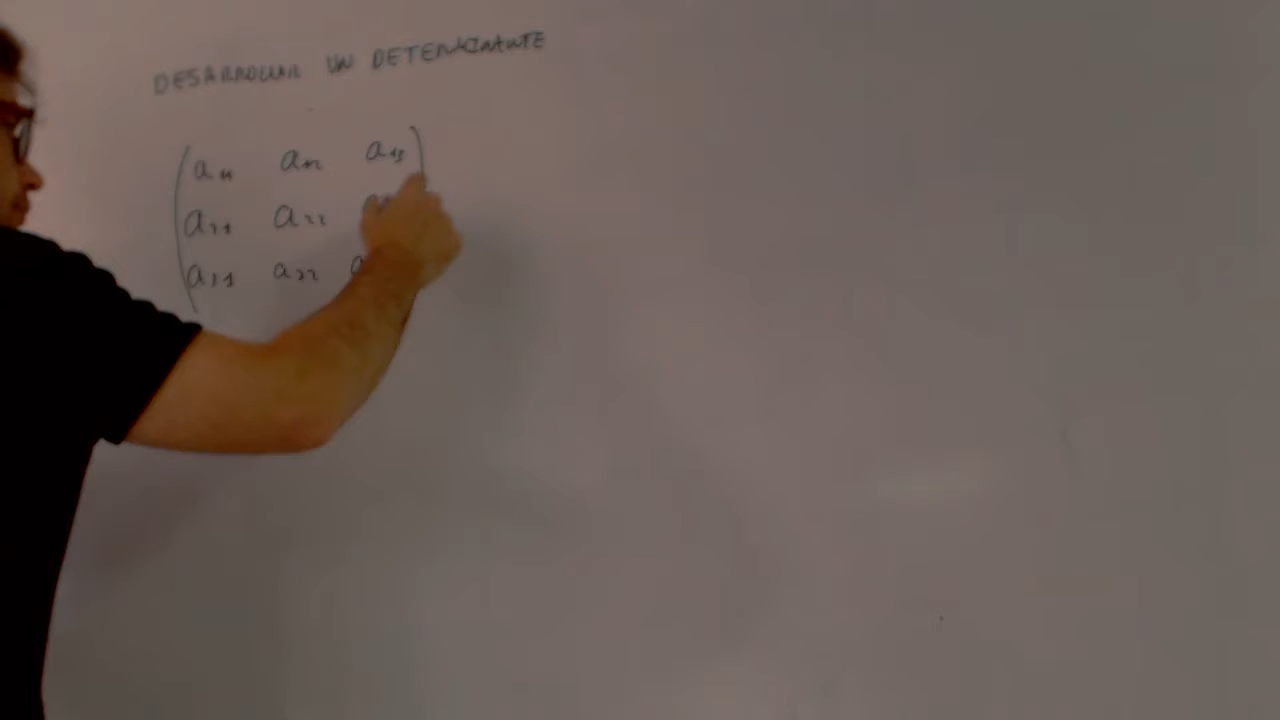 DESARROLLAR UN DETERMINANTE
a11 a12 a13
a21 a22
a31 a32